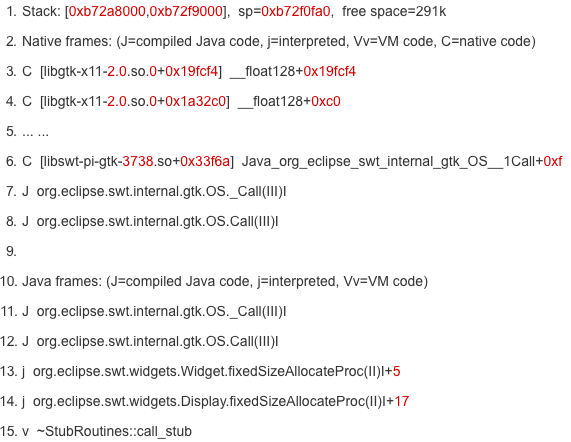 1. Stack: [0xb72a8000,0xb72f9000],  sp=0xb72f0fa0,  free space=291k
2. Native frames: (J=compiled Java code, j=interpreted, Vv=VM code, C=native code)
3. C  [libgtk-x11-2.0.so.0+0x19fcf4]  __float128+0x19fcf4
4. C  [libgtk-x11-2.0.so.0+0x1a32c0]  __float128+0xc0
5. ... ...
6. C  [libswt-pi-gtk-3738.so+0x33f6a]  Java_org_eclipse_swt_internal_gtk_OS__1Call+0xf
7. J  org.eclipse.swt.internal.gtk.OS._Call(III)I
8. J  org.eclipse.swt.internal.gtk.OS.Call(III)I
9.
10. Java frames: (J=compiled Java code, j=interpreted, Vv=VM code)
11. J  org.eclipse.swt.internal.gtk.OS._Call(III)I
12. J  org.eclipse.swt.internal.gtk.OS.Call(III)I
13. j  org.eclipse.swt.widgets.Widget.fixedSizeAllocateProc(II)I+5
14. j  org.eclipse.swt.widgets.Display.fixedSizeAllocateProc(II)I+17
15. v  ~StubRoutines::call_stub